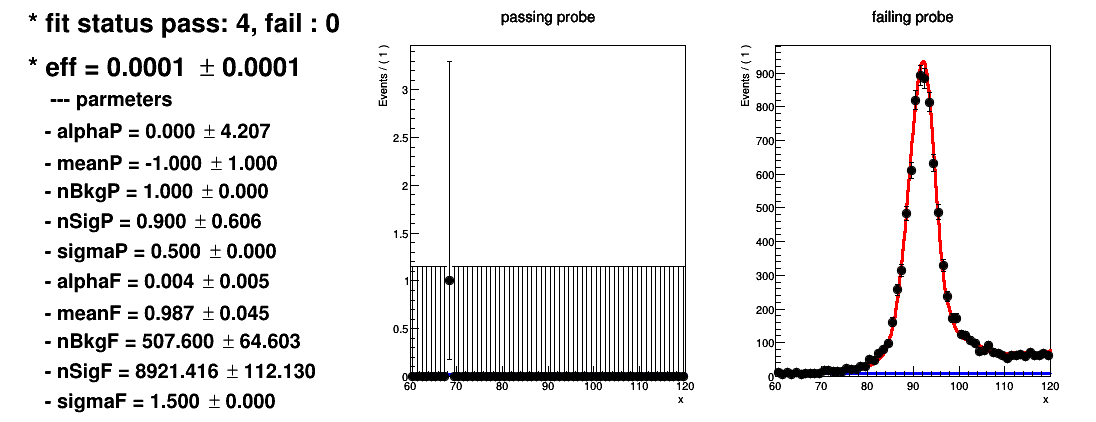 * fit status pass: 4, fail : 0
* eff = 0.0001 ± 0.0001
--- parmeters
- alphaP = 0.000 ± 4.207
- meanP = -1.000 ± 1.000
- nBkgP = 1.000 ± 0.000
- nSigP = 0.900 ± 0.606
- sigmaP = 0.500 ± 0.000
- alphaF = 0.004 ± 0.005
- meanF = 0.987 ± 0.045
- nBkgF = 507.600 ± 64.603
- nSigF = 8921.416 ± 112.130
- sigmaF = 1.500 ± 0.000
passing probe
Events / ( 1 )
3
2.5
2
1.5
1
0.5
0
60 70 80 90 100 110 120
x
failing probe
Events / ( 1 )
900
800
700
600
500
400
300
200
100
0
60 70 80 90 100 110 120
x